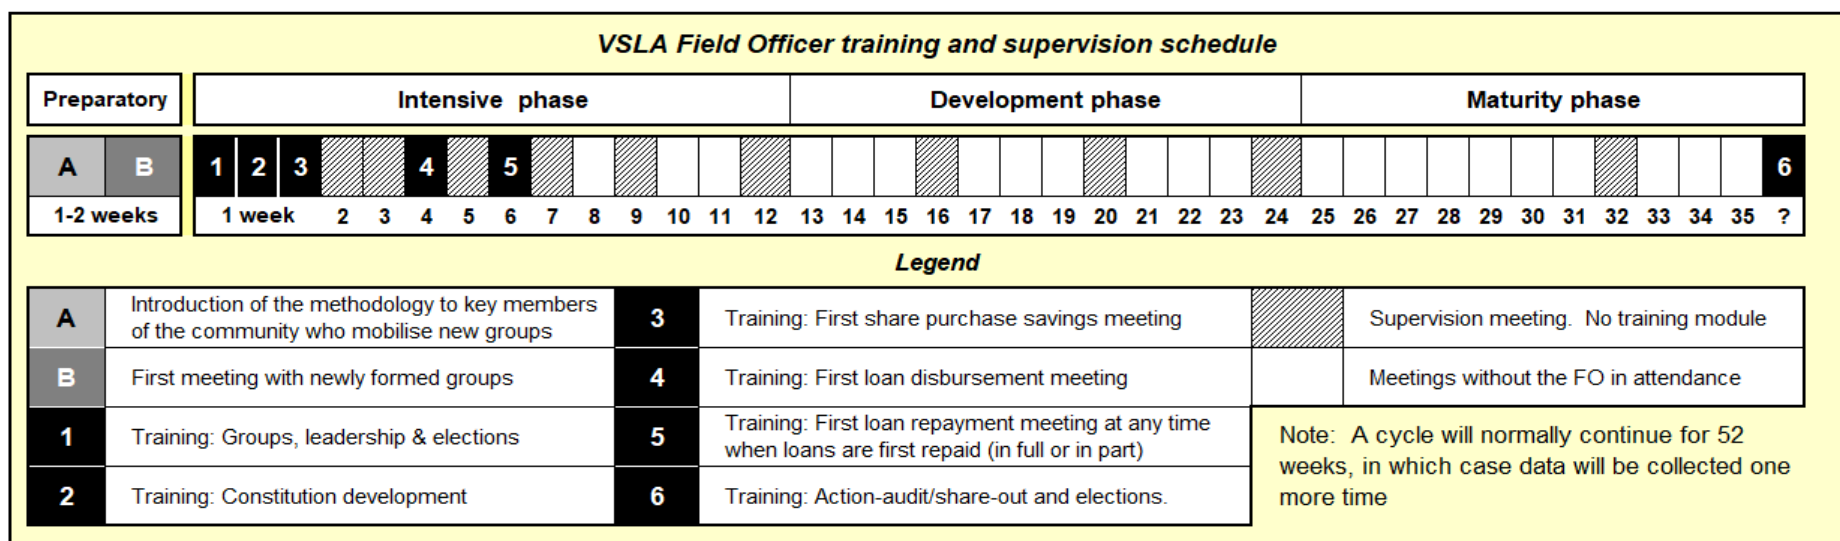 VSLA Field Officer training and supervision schedule
Preparatory Intensive phase Development phase Maturity phase
A B 1 2 3 4 5 6
1-2 weeks 1 week 2 3 4 5 6 7 8 9 10 11 12 13 14 15 16 17 18 19 20 21 22 23 24 25 26 27 28 29 30 31 32 33 34 35 ?
Legend
A
Introduction of the methodology to key members
of the community who mobilise new groups
B
First meeting with newly formed groups
1
Training: Groups, leadership & elections
2
Training: Constitution development
3
Training: First share purchase savings meeting
4
Training: First loan disbursement meeting
5
Training: First loan repayment meeting at any time
when loans are first repaid (in full or in part)
6
Training: Action-audit/share-out and elections.
Supervision meeting. No training module
Meetings without the FO in attendance
Note: A cycle will normally continue for 52
weeks, in which case data will be collected one
more time